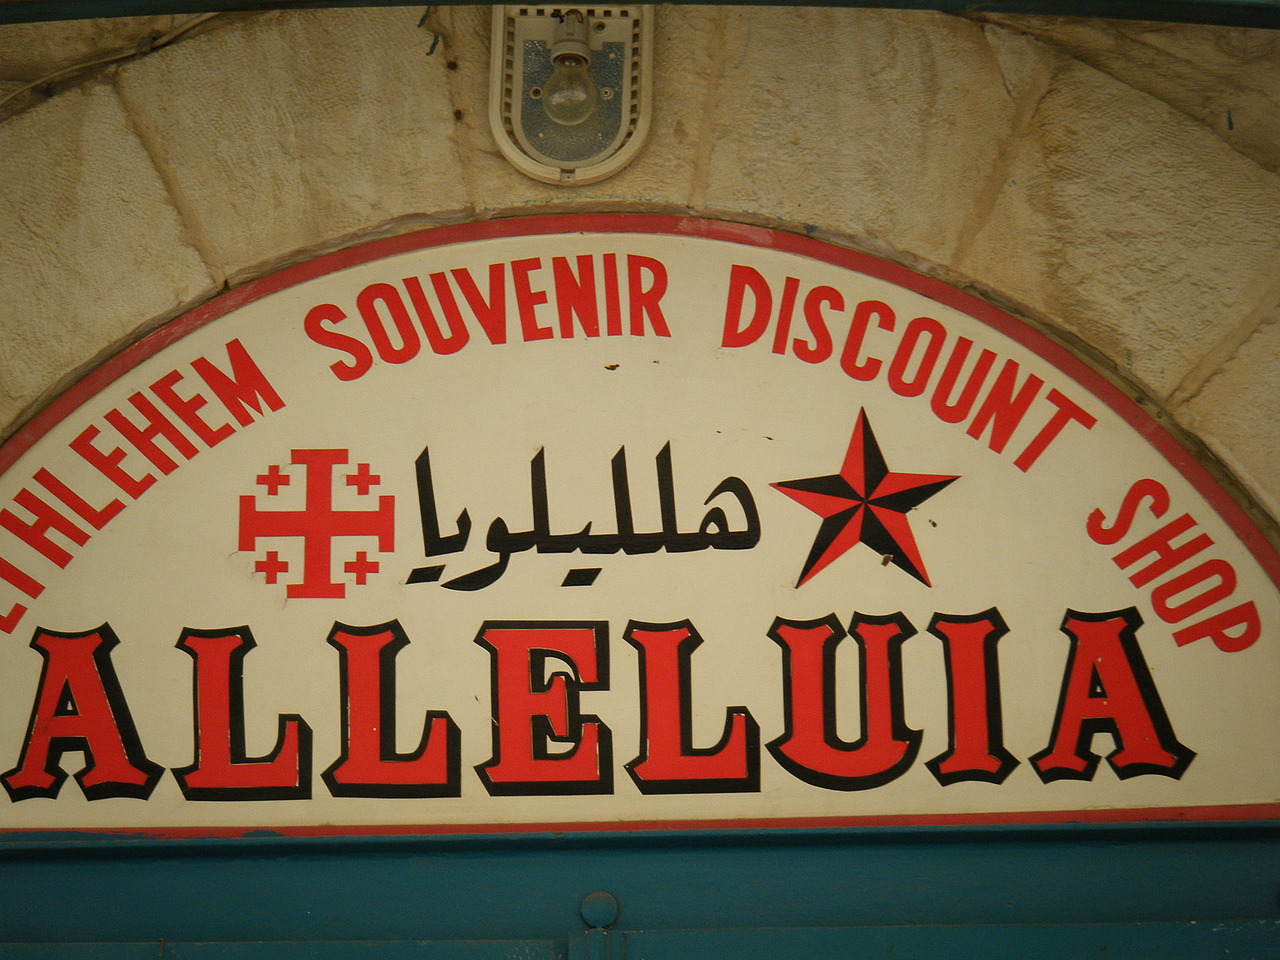 ETHLEHEM SOUVENIR DISCOUNT SHOP
هلليلويا
ALLELUIA